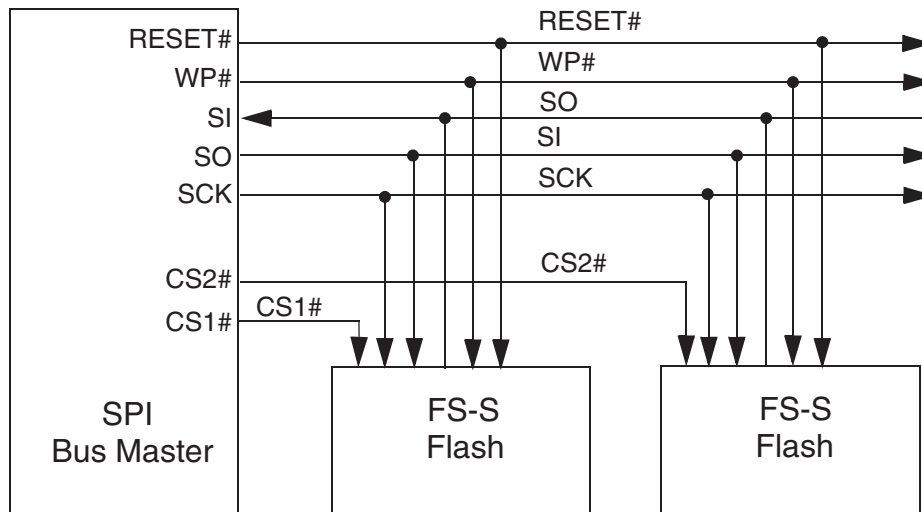 RESET#
RESET#
WP#
WP#
SI
SO
SO
SI
SCK
SCK
CS2#
CS2#
CS1#
CS1#
SPI
Bus Master
FS-S
Flash
FS-S
Flash